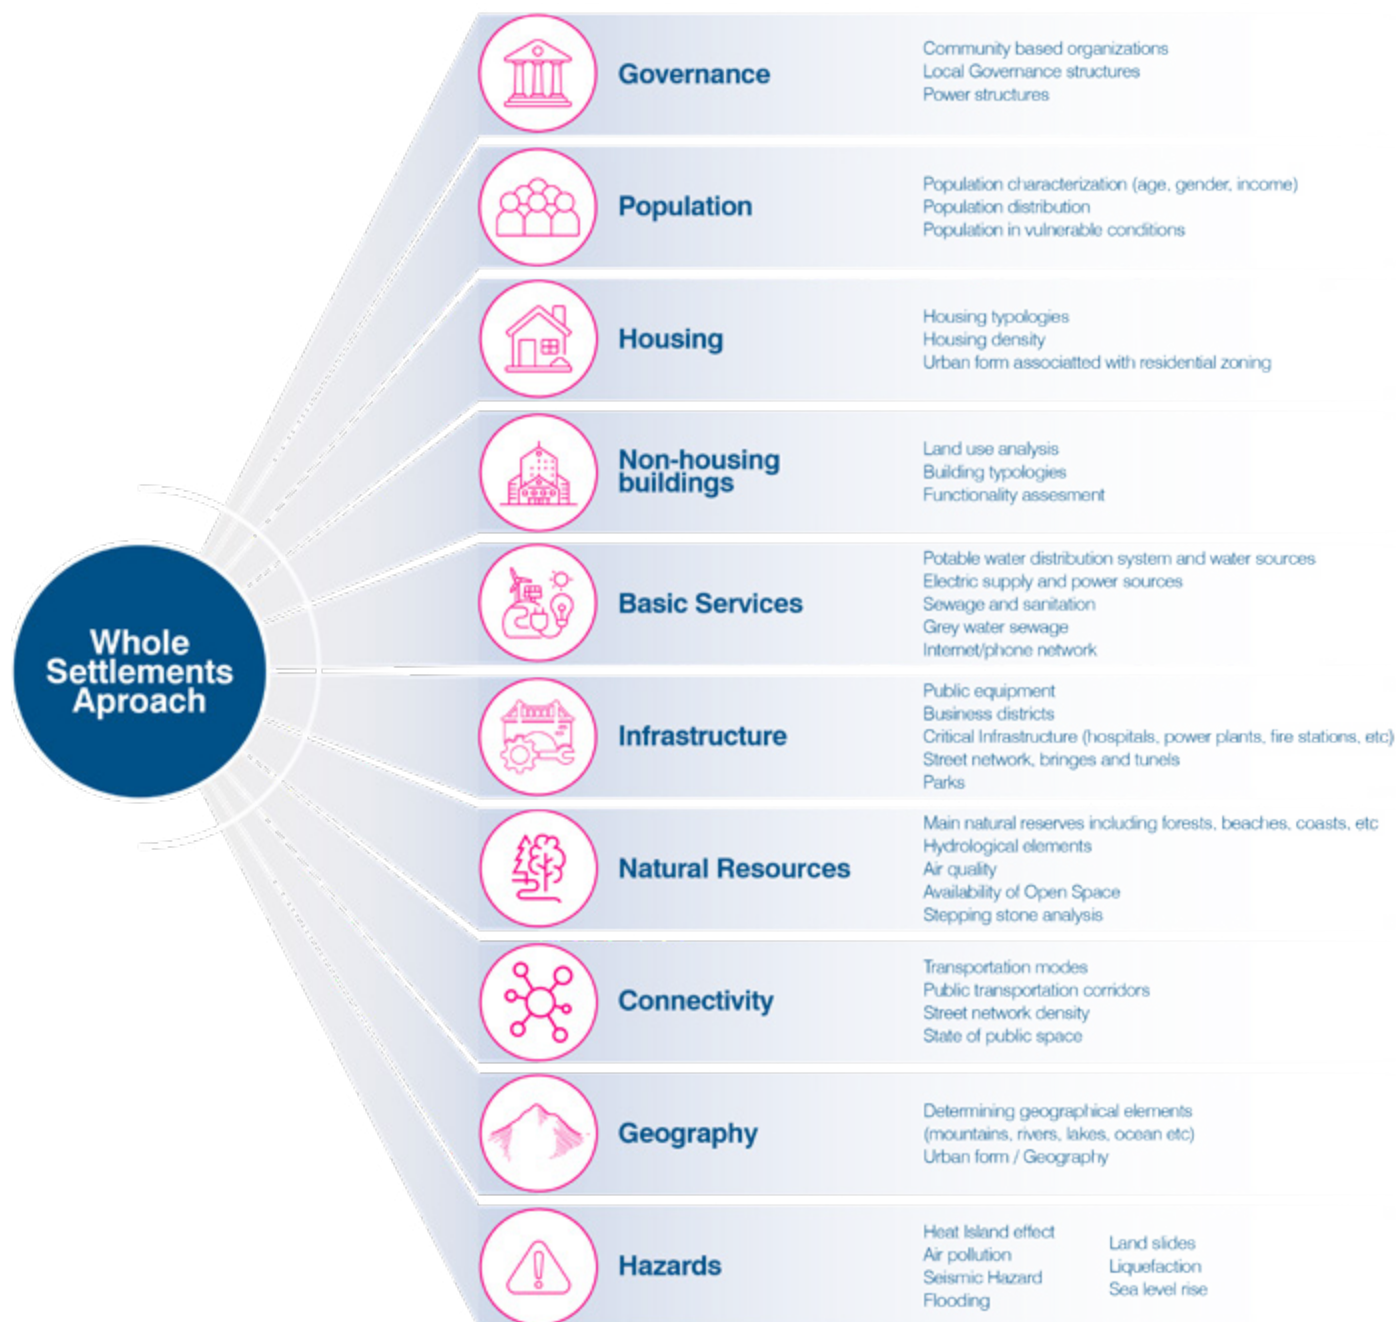 Whole
Settlements
Aproach
Governance
Community based organizations
Local Governance structures
Power structures
Population
Population characterization (age, gender, income)
Population distribution
Population in vulnerable conditions
Housing
Housing typologies
Housing density
Urban form associatted with residential zoning
Non-housing
buildings
Land use analysis
Building typologies
Functionality assesment
Basic Services
Potable water distribution system and water sources
Electric supply and power sources
Sewage and sanitation
Grey water sewage
Internet/phone network
Infrastructure
Public equipment
Business districts
Critical Infrastructure (hospitals, power plants, fire stations, etc)
Street network, bringes and tunels
Parks
Natural Resources
Main natural reserves including forests, beaches, coasts, etc
Hydrological elements
Air quality
Availability of Open Space
Stepping stone analysis
Connectivity
Transportation modes
Public transportation corridors
Street network density
State of public space
Geography
Determining geographical elements
(mountains, rivers, lakes, ocean etc)
Urban form / Geography
Hazards
Heat Island effect
Air pollution
Seismic Hazard
Flooding
Land slides
Liquefaction
Sea level rise